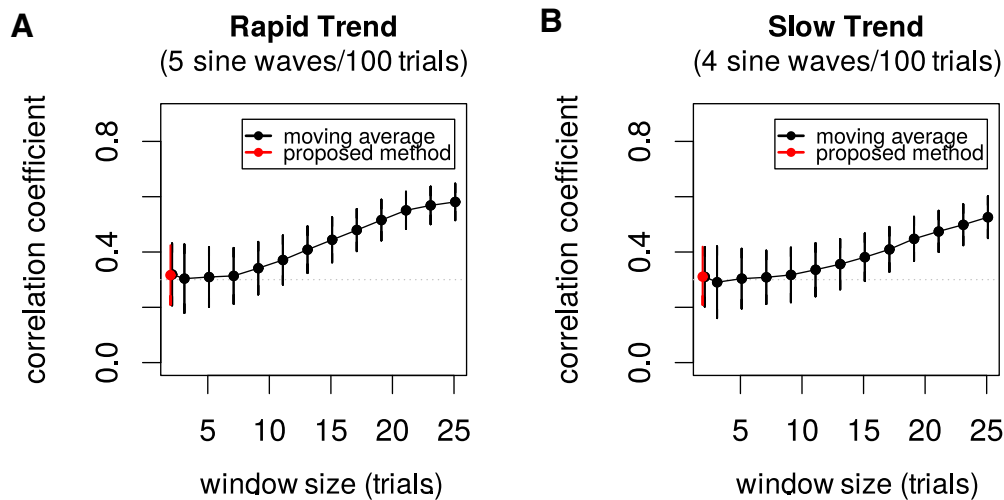 A
Rapid Trend
(5 sine waves/100 trials)
correlation coefficient
0.8
0.4
0.0
moving average
proposed method
5 10 15 20 25
window size (trials)
B
Slow Trend
(4 sine waves/100 trials)
correlation coefficient
0.8
0.4
0.0
moving average
proposed method
5 10 15 20 25
window size (trials)